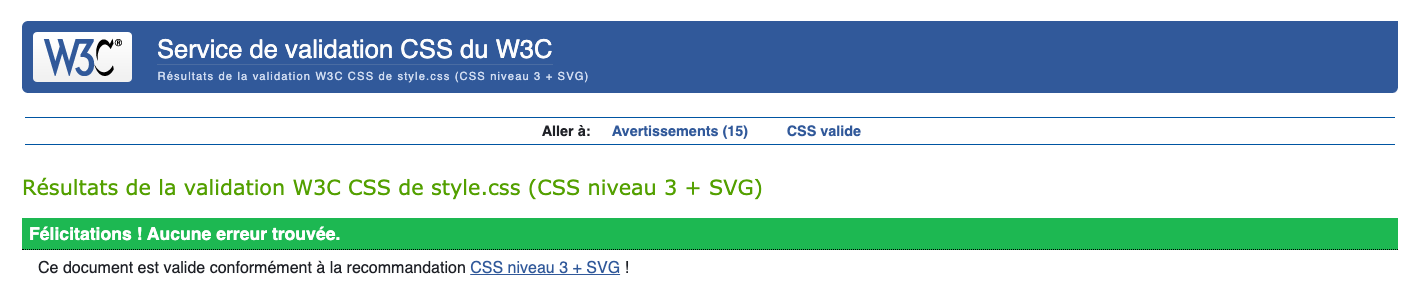 W3C® Service de validation CSS du W3C
Résultats de la validation W3C CSS de style.css (CSS niveau 3 + SVG)
Aller à: Avertissements (15) CSS valide
Résultats de la validation W3C CSS de style.css (CSS niveau 3 + SVG)
Félicitations ! Aucune erreur trouvée.
Ce document est valide conformément à la recommandation CSS niveau 3 + SVG !